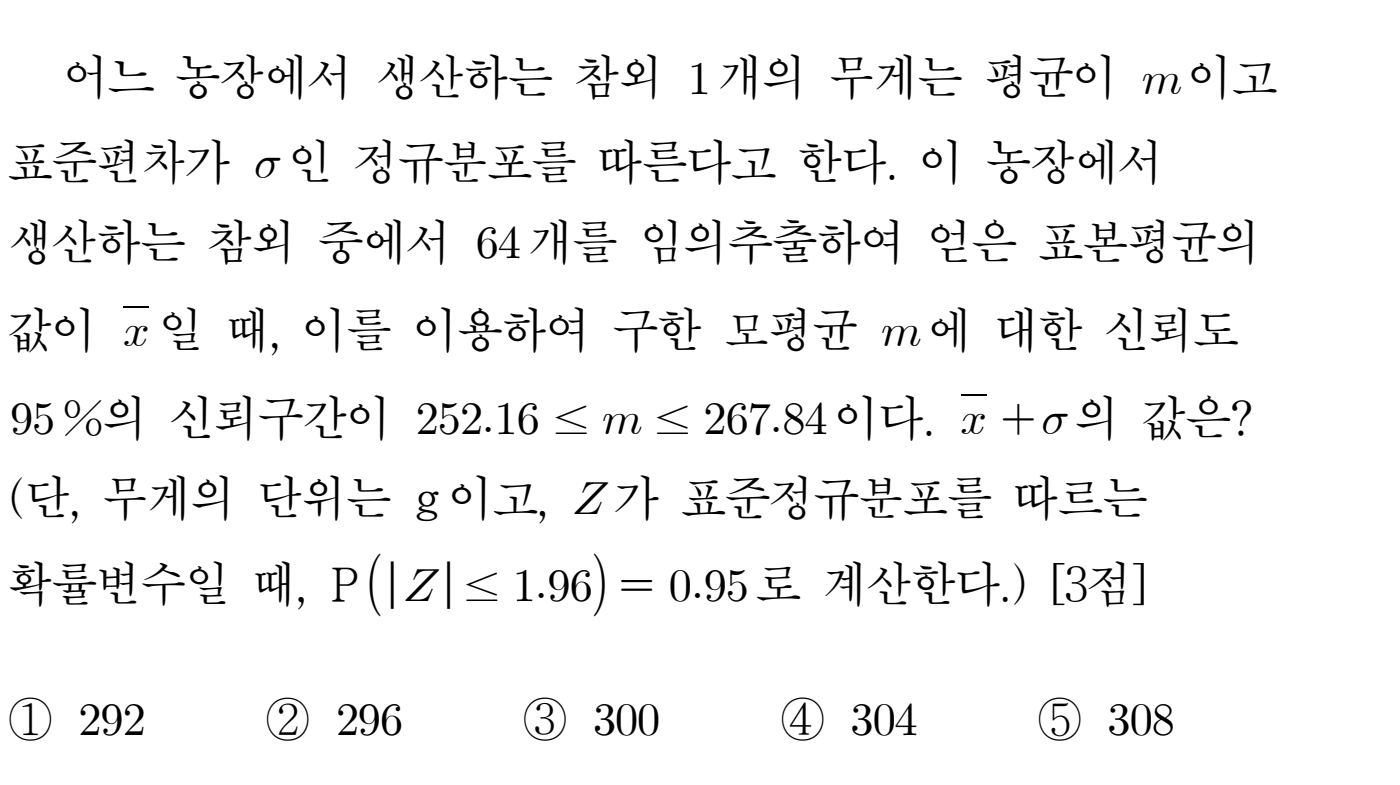 어느 농장에서 생산하는 참외 1개의 무게는 평균이 m이고
표준편차가 σ인 정규분포를 따른다고 한다. 이 농장에서
생산하는 참외 중에서 64개를 임의추출하여 얻은 표본평균의
값이 x̄일 때, 이를 이용하여 구한 모평균 m에 대한 신뢰도
95%의 신뢰구간이 252.16 ≤ m ≤ 267.84이다. x̄+σ의 값은?
(단, 무게의 단위는 g이고, Z가 표준정규분포를 따르는
확률변수일 때, P(|Z| ≤ 1.96) = 0.95로 계산한다.) [3점]
① 292 ② 296 ③ 300 ④ 304 ⑤ 308